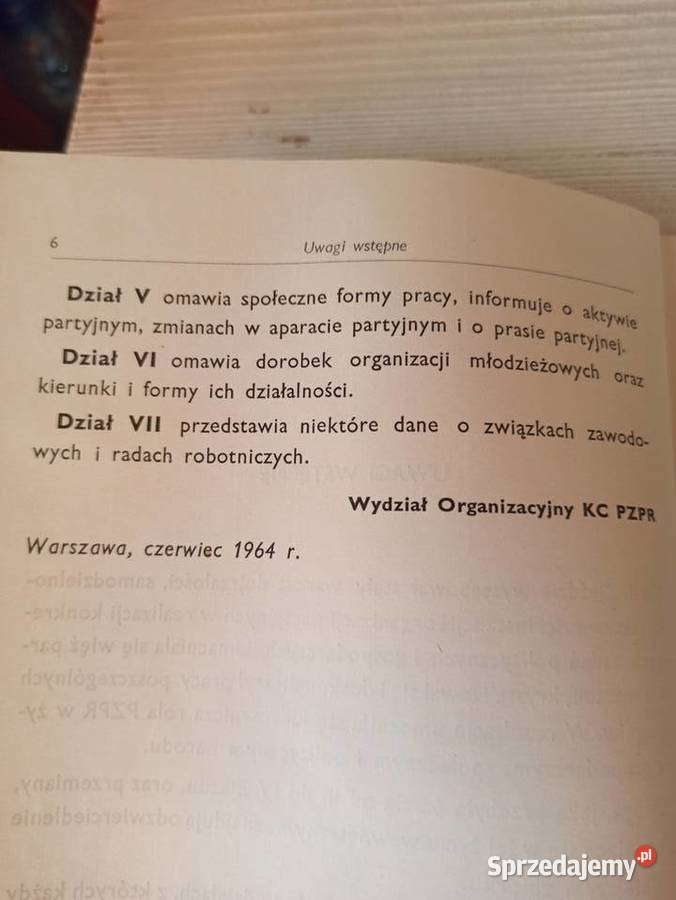 6
Uwagi wstępne
Dział V omawia społeczne formy pracy, informuje o aktywie
partyjnym, zmianach w aparacie partyjnym i o prasie partyjnej.
Dział VI omawia dorobek organizacji młodzieżowych oraz
kierunki i formy ich działalności.
Dział VII przedstawia niektóre dane o związkach zawodo-
wych i radach robotniczych.
Wydział Organizacyjny KC PZPR
Warszawa, czerwiec 1964 r.
Sprzedajemy.pl